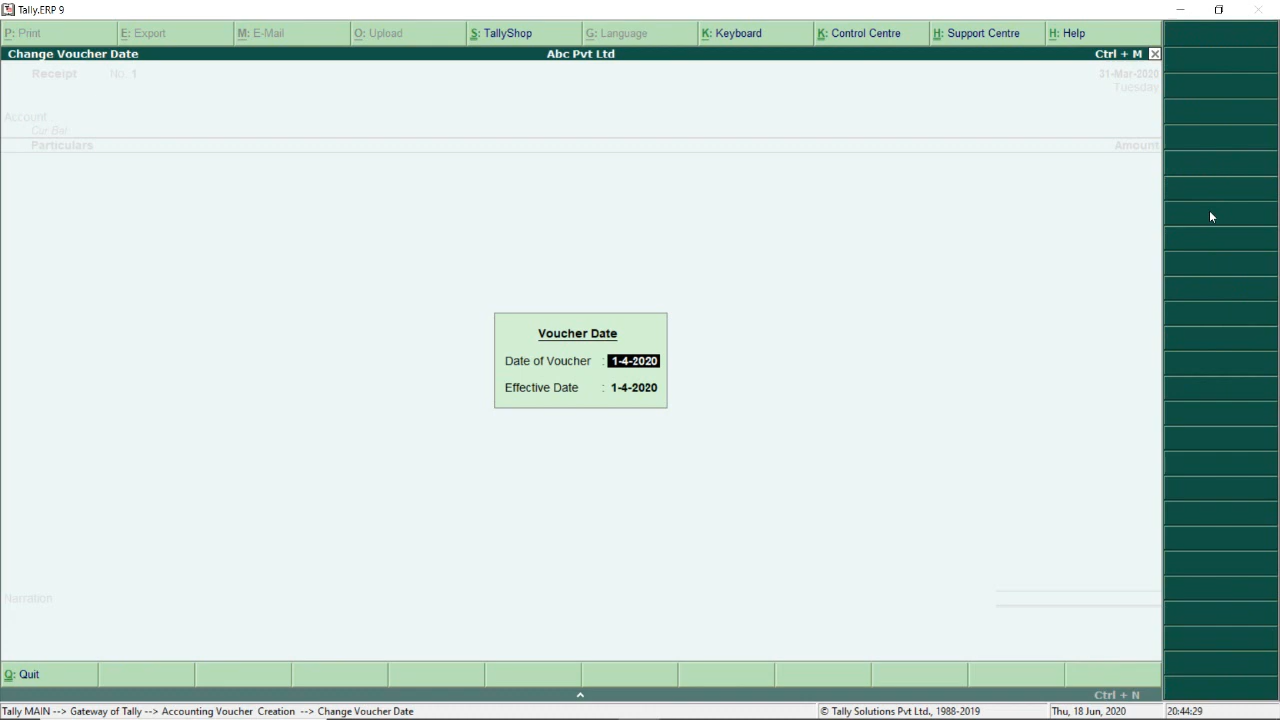 Tally.ERP 9
P: Print E: Export M: E-Mail O: Upload S: TallyShop G: Language K: Keyboard K: Control Centre H: Support Centre H: Help
Change Voucher Date Abc Pvt Ltd Ctrl + M
Receipt No. 1 31-Mar-2020
Tuesday
Account
Cur Bal
Particulars Amount
Voucher Date
Date of Voucher : 1-4-2020
Effective Date : 1-4-2020
Narration
Q: Quit
Ctrl + N
Tally MAIN --> Gateway of Tally --> Accounting Voucher Creation --> Change Voucher Date © Tally Solutions Pvt Ltd., 1988-2019 Thu, 18 Jun, 2020 20:44:29